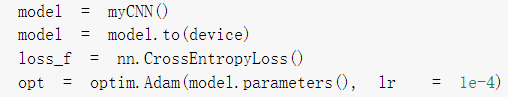 model = myCNN()
model = model.to(device)
loss_f = nn.CrossEntropyLoss()
opt = optim.Adam(model.parameters(), lr = 1e-4)